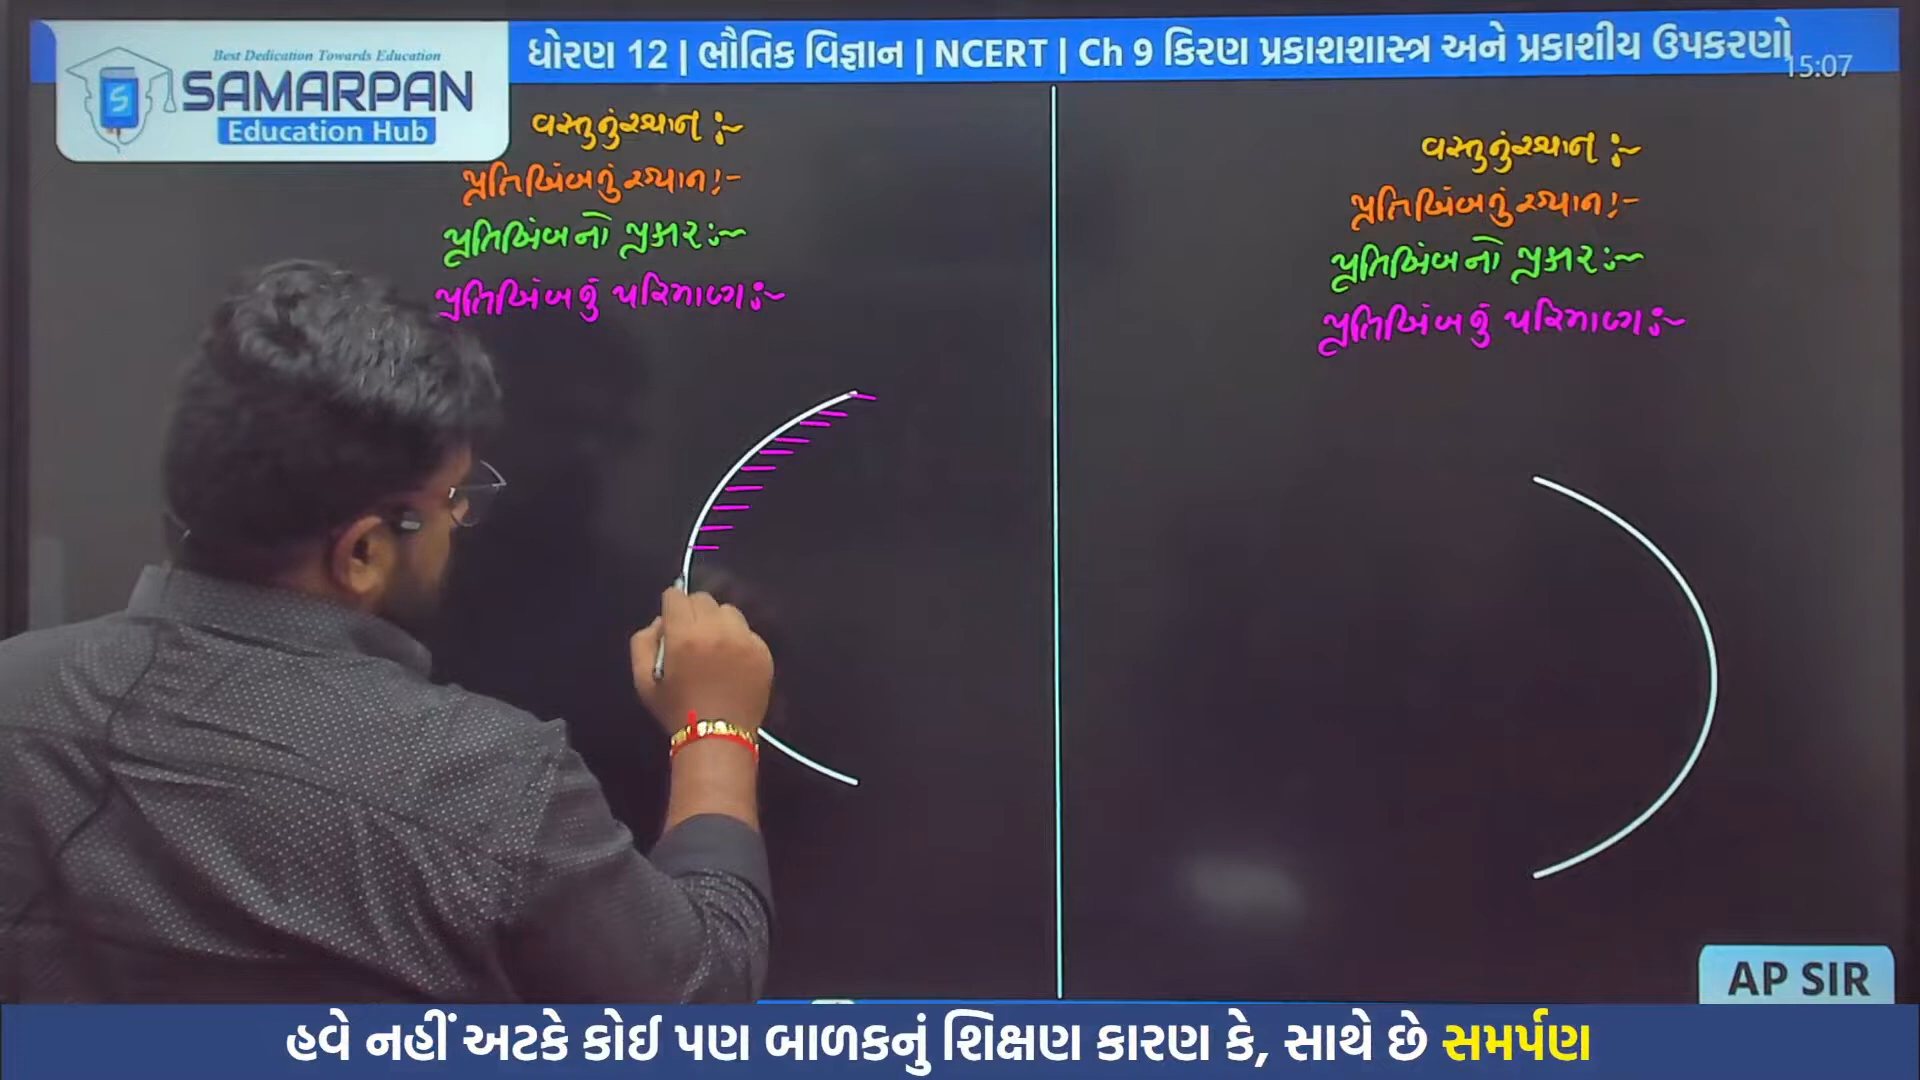 Best Dedication Towards Education
SAMARPAN
Education Hub
ધોરણ 12 | ભૌતિક વિજ્ઞાન | NCERT | Ch 9 કિરણ પ્રકાશશાસ્ત્ર અને પ્રકાશીય ઉપકરણો
15:07
વસ્તુનું સ્થાન :-
પ્રતિબિંબનું સ્થાન :-
પ્રતિબિંબનો પ્રકાર :-
પ્રતિબિંબનું પરિમાણ :-
વસ્તુનું સ્થાન :-
પ્રતિબિંબનું સ્થાન :-
પ્રતિબિંબનો પ્રકાર :-
પ્રતિબિંબનું પરિમાણ :-
AP SIR
હવે નહીં અટકે કોઈ પણ બાળકનું શિક્ષણ કારણ કે, સાથે છે સમર્પણ